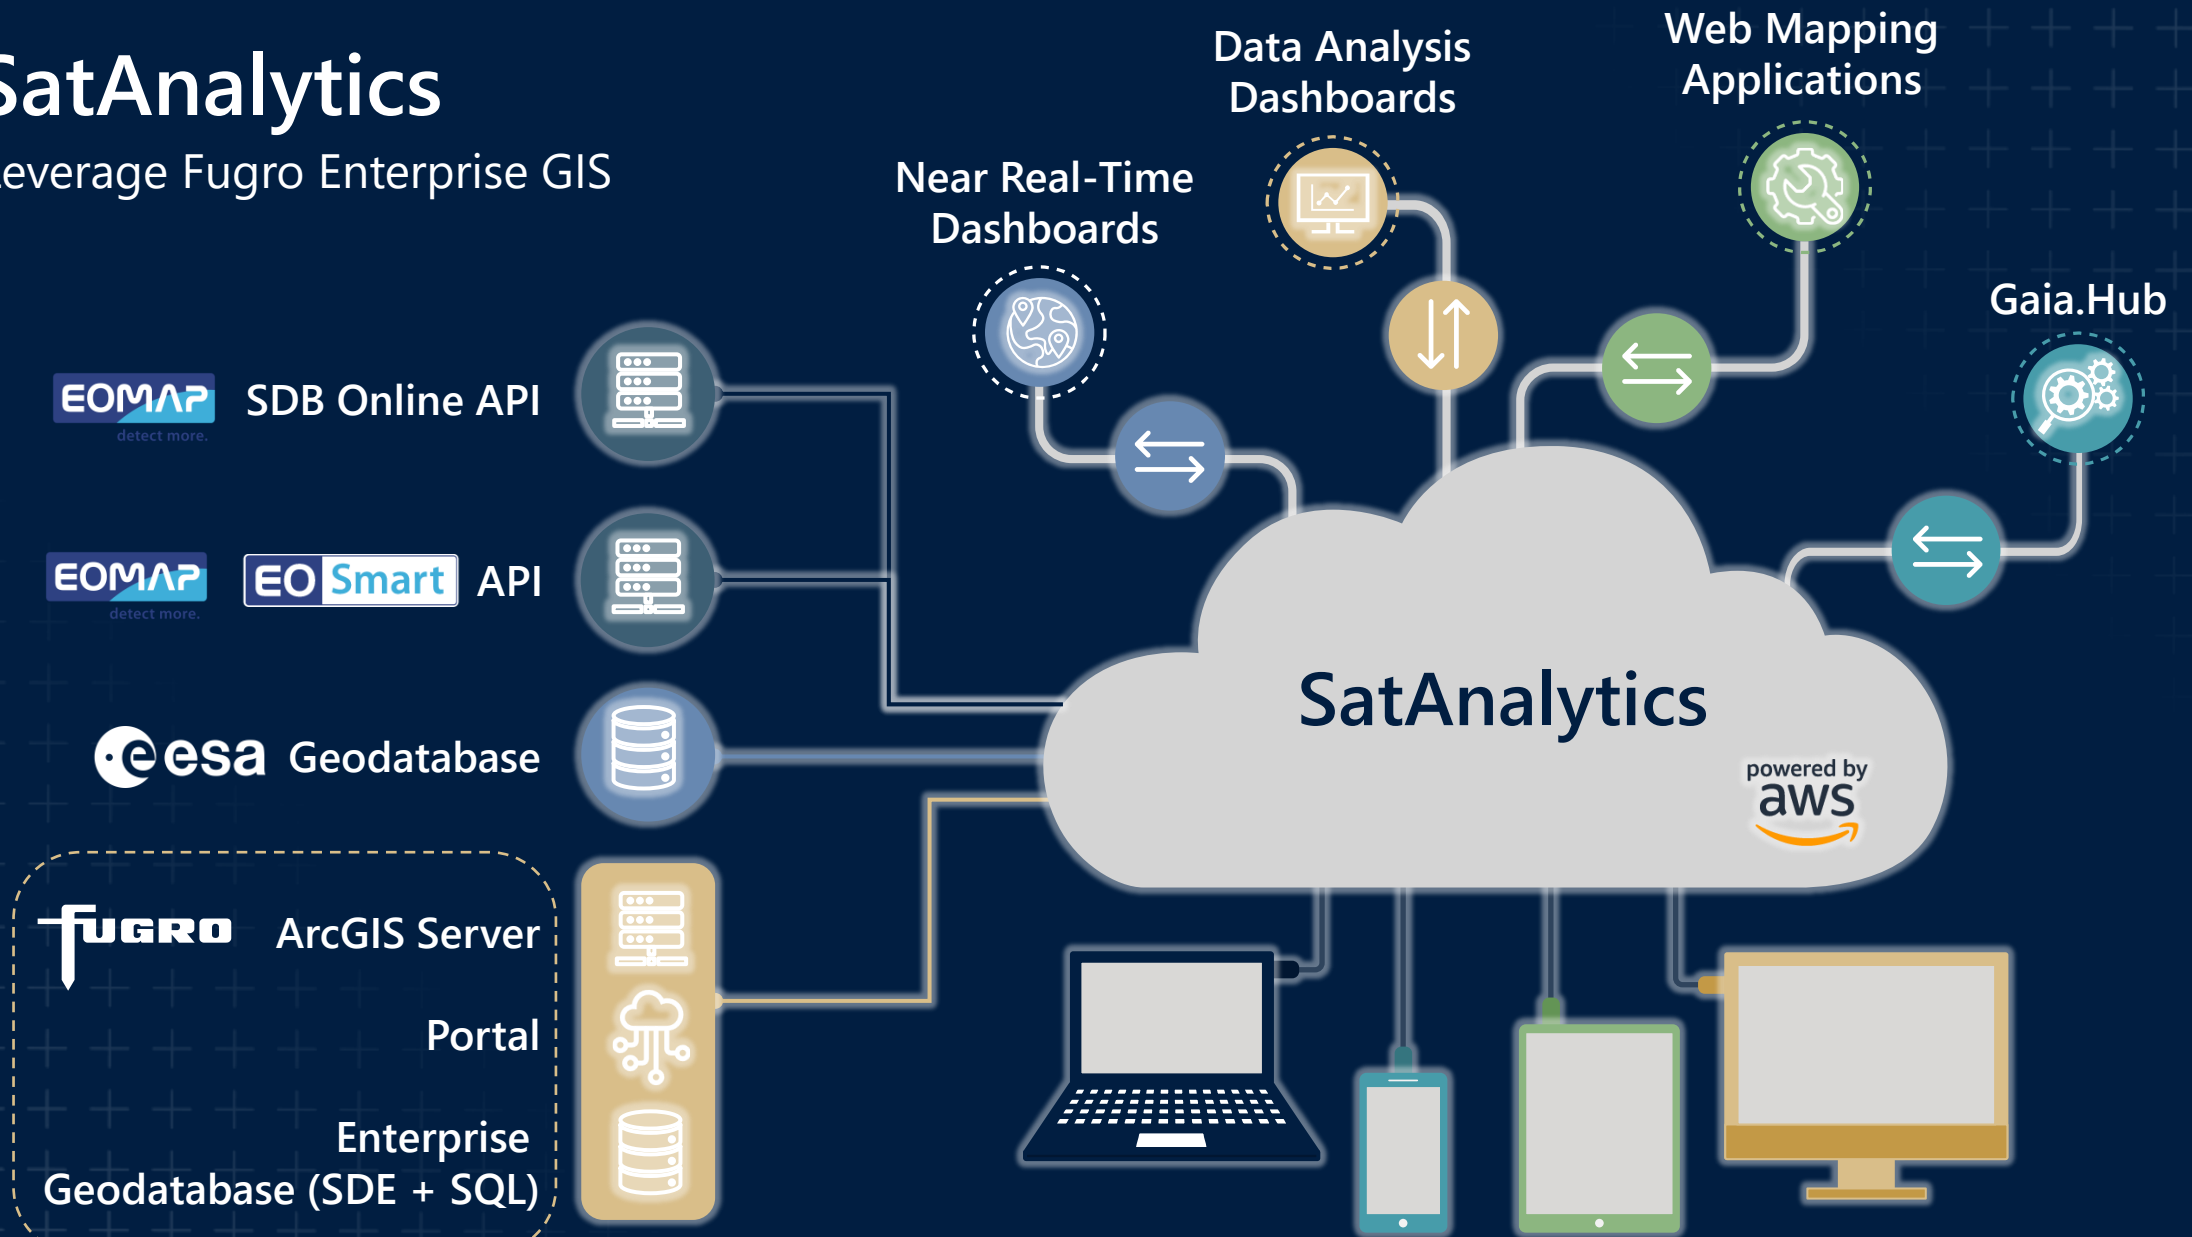 SatAnalytics
Leverage Fugro Enterprise GIS
Data Analysis
Dashboards
Web Mapping
Applications
Near Real-Time
Dashboards
Gaia.Hub
EOMAP
detect more.
SDB Online API
EOMAP
detect more.
EO Smart API
esa Geodatabase
FUGRO ArcGIS Server
Portal
Enterprise
Geodatabase (SDE + SQL)
SatAnalytics
powered by
aws